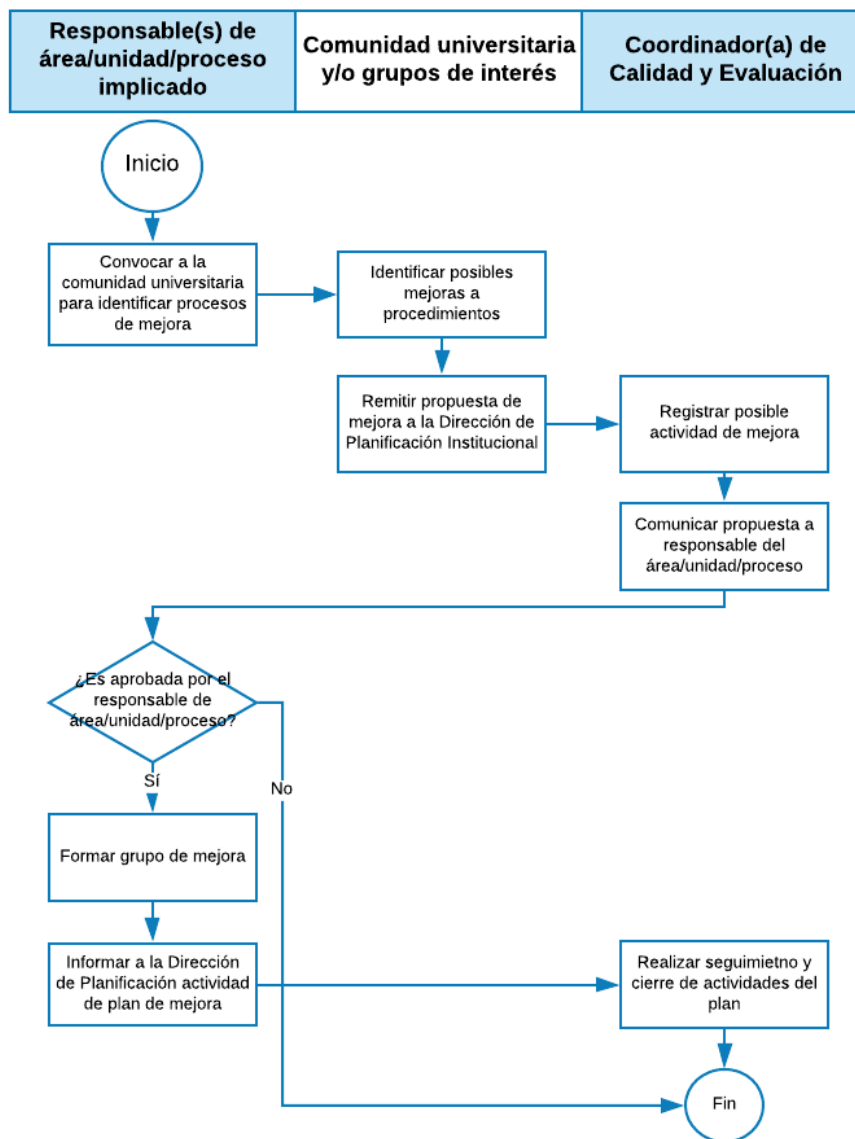 Responsable(s) de
área/unidad/proceso
implicado
Comunidad universitaria
y/o grupos de interés
Coordinador(a) de
Calidad y Evaluación
Inicio
Convocar a la
comunidad universitaria
para identificar procesos
de mejora
Identificar posibles
mejoras a
procedimientos
Remitir propuesta de
mejora a la Dirección de
Planificación Institucional
Registrar posible
actividad de mejora
Comunicar propuesta a
responsable del
área/unidad/proceso
¿Es aprobada por el
responsable de
área/unidad/proceso?
Sí
No
Formar grupo de mejora
Informar a la Dirección
de Planificación actividad
de plan de mejora
Realizar seguimietno y
cierre de actividades del
plan
Fin